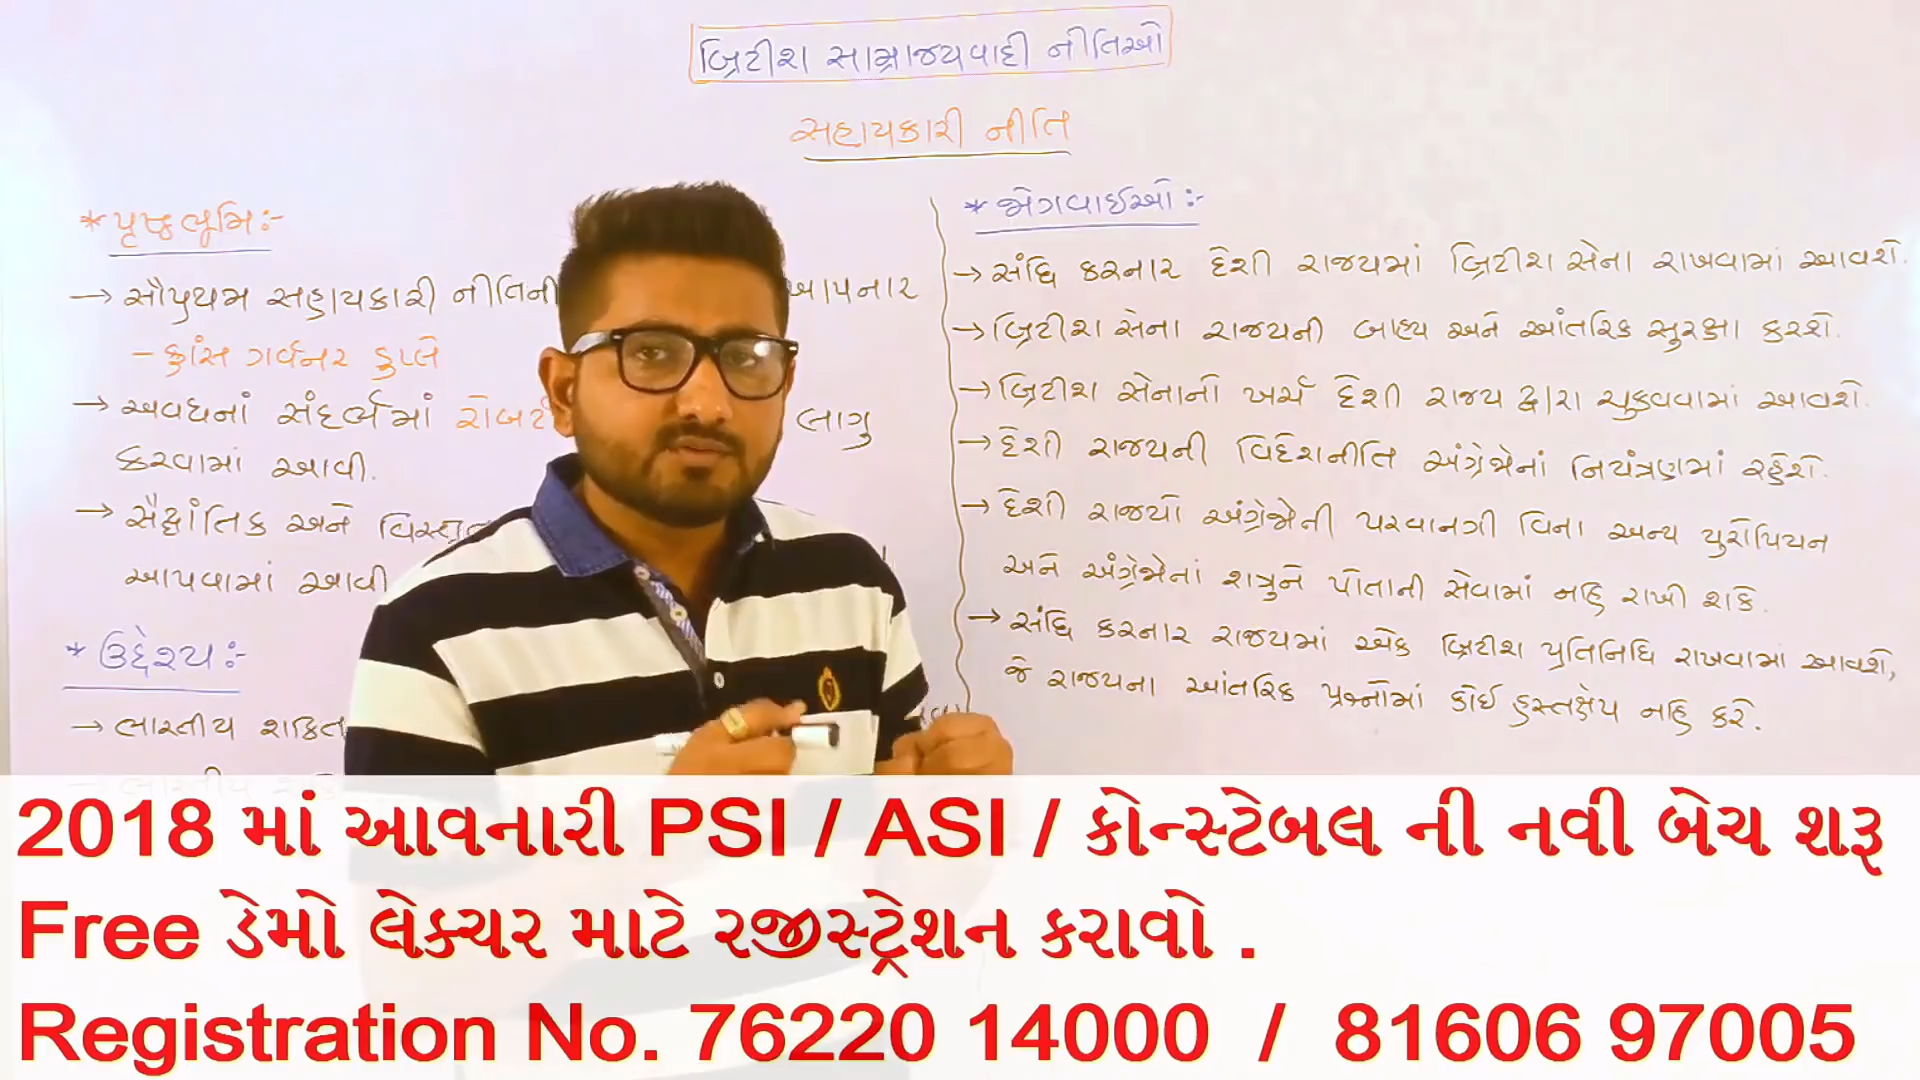 બ્રિટીશ સામ્રાજ્યવાદી નીતિઓ
સહાયકારી નીતિ
* પૃષ્ઠભૂમિ :-
→ સૌપ્રથમ સહાયકારી નીતિની આપનાર
- ફ્રાંસ ગર્વનર ડુપ્લે
→ અવધનાં સંદર્ભમાં રોબર્ટ લાગુ
કરવામાં આવી.
→ સૈદ્ધાંતિક અને
આપવામાં આવી
* ઉદ્દેશ્ય :-
→ ભારતીય
* જોગવાઈઓ :-
→ સંધિ કરનાર દેશી રાજ્યમાં બ્રિટીશ સેના રાખવામાં આવશે.
→ બ્રિટીશ સેના રાજ્યની બાહ્ય અને આંતરિક સુરક્ષા કરશે.
→ બ્રિટીશ સેનાનો ખર્ચ દેશી રાજ્ય દ્વારા ચુકવવામાં આવશે.
→ દેશી રાજ્યની વિદેશનીતિ અંગ્રેજોનાં નિયંત્રણમાં રહેશે.
→ દેશી રાજ્યો અંગ્રેજોની પરવાનગી વિના અન્ય યુરોપિયન
અને અંગ્રેજોનાં શત્રુને પોતાની સેવામાં નહિ રાખી શકે.
→ સંધિ કરનાર રાજ્યમાં એક બ્રિટીશ પ્રતિનિધિ રાખવામાં આવશે,
જે રાજ્યના આંતરિક પ્રશ્નોમાં કોઈ હસ્તક્ષેપ નહિ કરે.
2018 માં આવનારી PSI / ASI / કોન્સ્ટેબલ ની નવી બેચ શરૂ
Free ડેમો લેક્ચર માટે રજીસ્ટ્રેશન કરાવો .
Registration No. 76220 14000 / 81606 97005